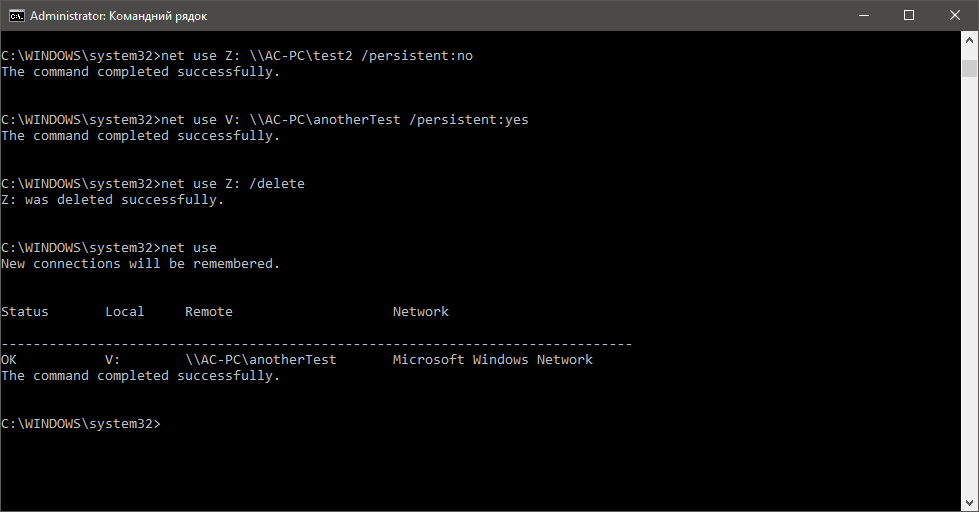 Administrator: Командний рядок
C:\WINDOWS\system32>net use Z: \\AC-PC\test2 /persistent:no
The command completed successfully.
C:\WINDOWS\system32>net use V: \\AC-PC\anotherTest /persistent:yes
The command completed successfully.
C:\WINDOWS\system32>net use Z: /delete
Z: was deleted successfully.
C:\WINDOWS\system32>net use
New connections will be remembered.
Status       Local     Remote                    Network
-------------------------------------------------------------------------------
OK           V:        \\AC-PC\anotherTest       Microsoft Windows Network
The command completed successfully.
C:\WINDOWS\system32>